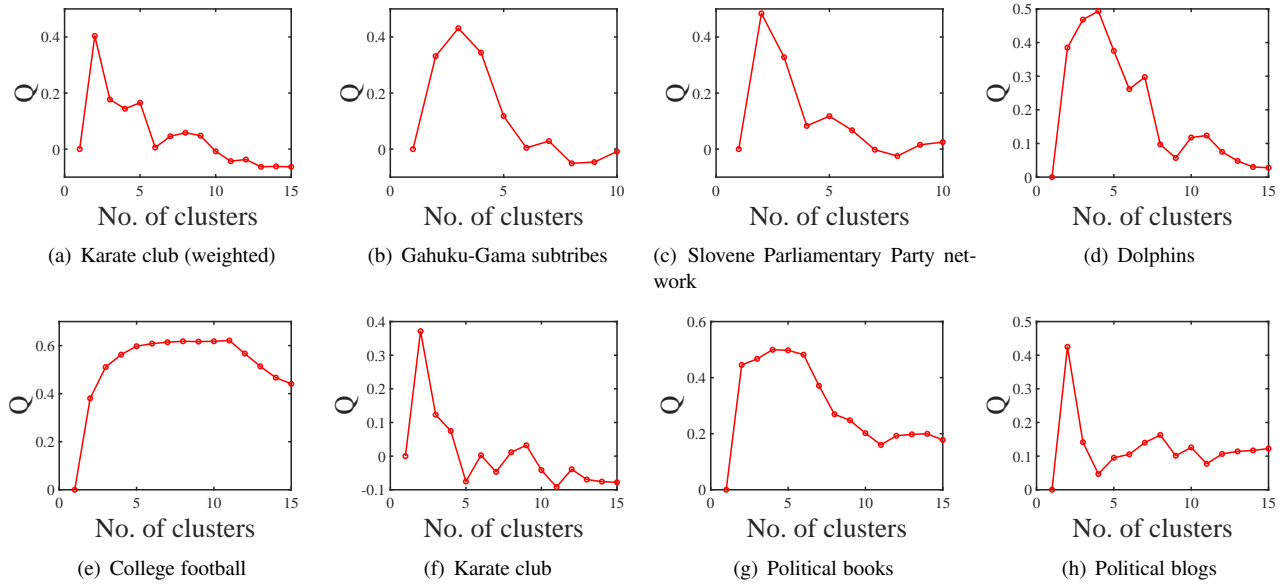 0.4
0.2
0
Q
0
5
10
15
No. of clusters
(a) Karate club (weighted)
0.4
0.2
0
Q
0
5
10
No. of clusters
(b) Gahuku-Gama subtribes
0.4
0.2
0
Q
0
5
10
No. of clusters
(c) Slovene Parliamentary Party net-
work
0.5
0.4
0.3
0.2
0.1
0
Q
0
5
10
15
No. of clusters
(d) Dolphins
0.6
0.4
0.2
0
Q
0
5
10
15
No. of clusters
(e) College football
0.4
0.3
0.2
0.1
0
-0.1
Q
0
5
10
15
No. of clusters
(f) Karate club
0.6
0.4
0.2
0
Q
0
5
10
15
No. of clusters
(g) Political books
0.5
0.4
0.3
0.2
0.1
0
Q
0
5
10
15
No. of clusters
(h) Political blogs